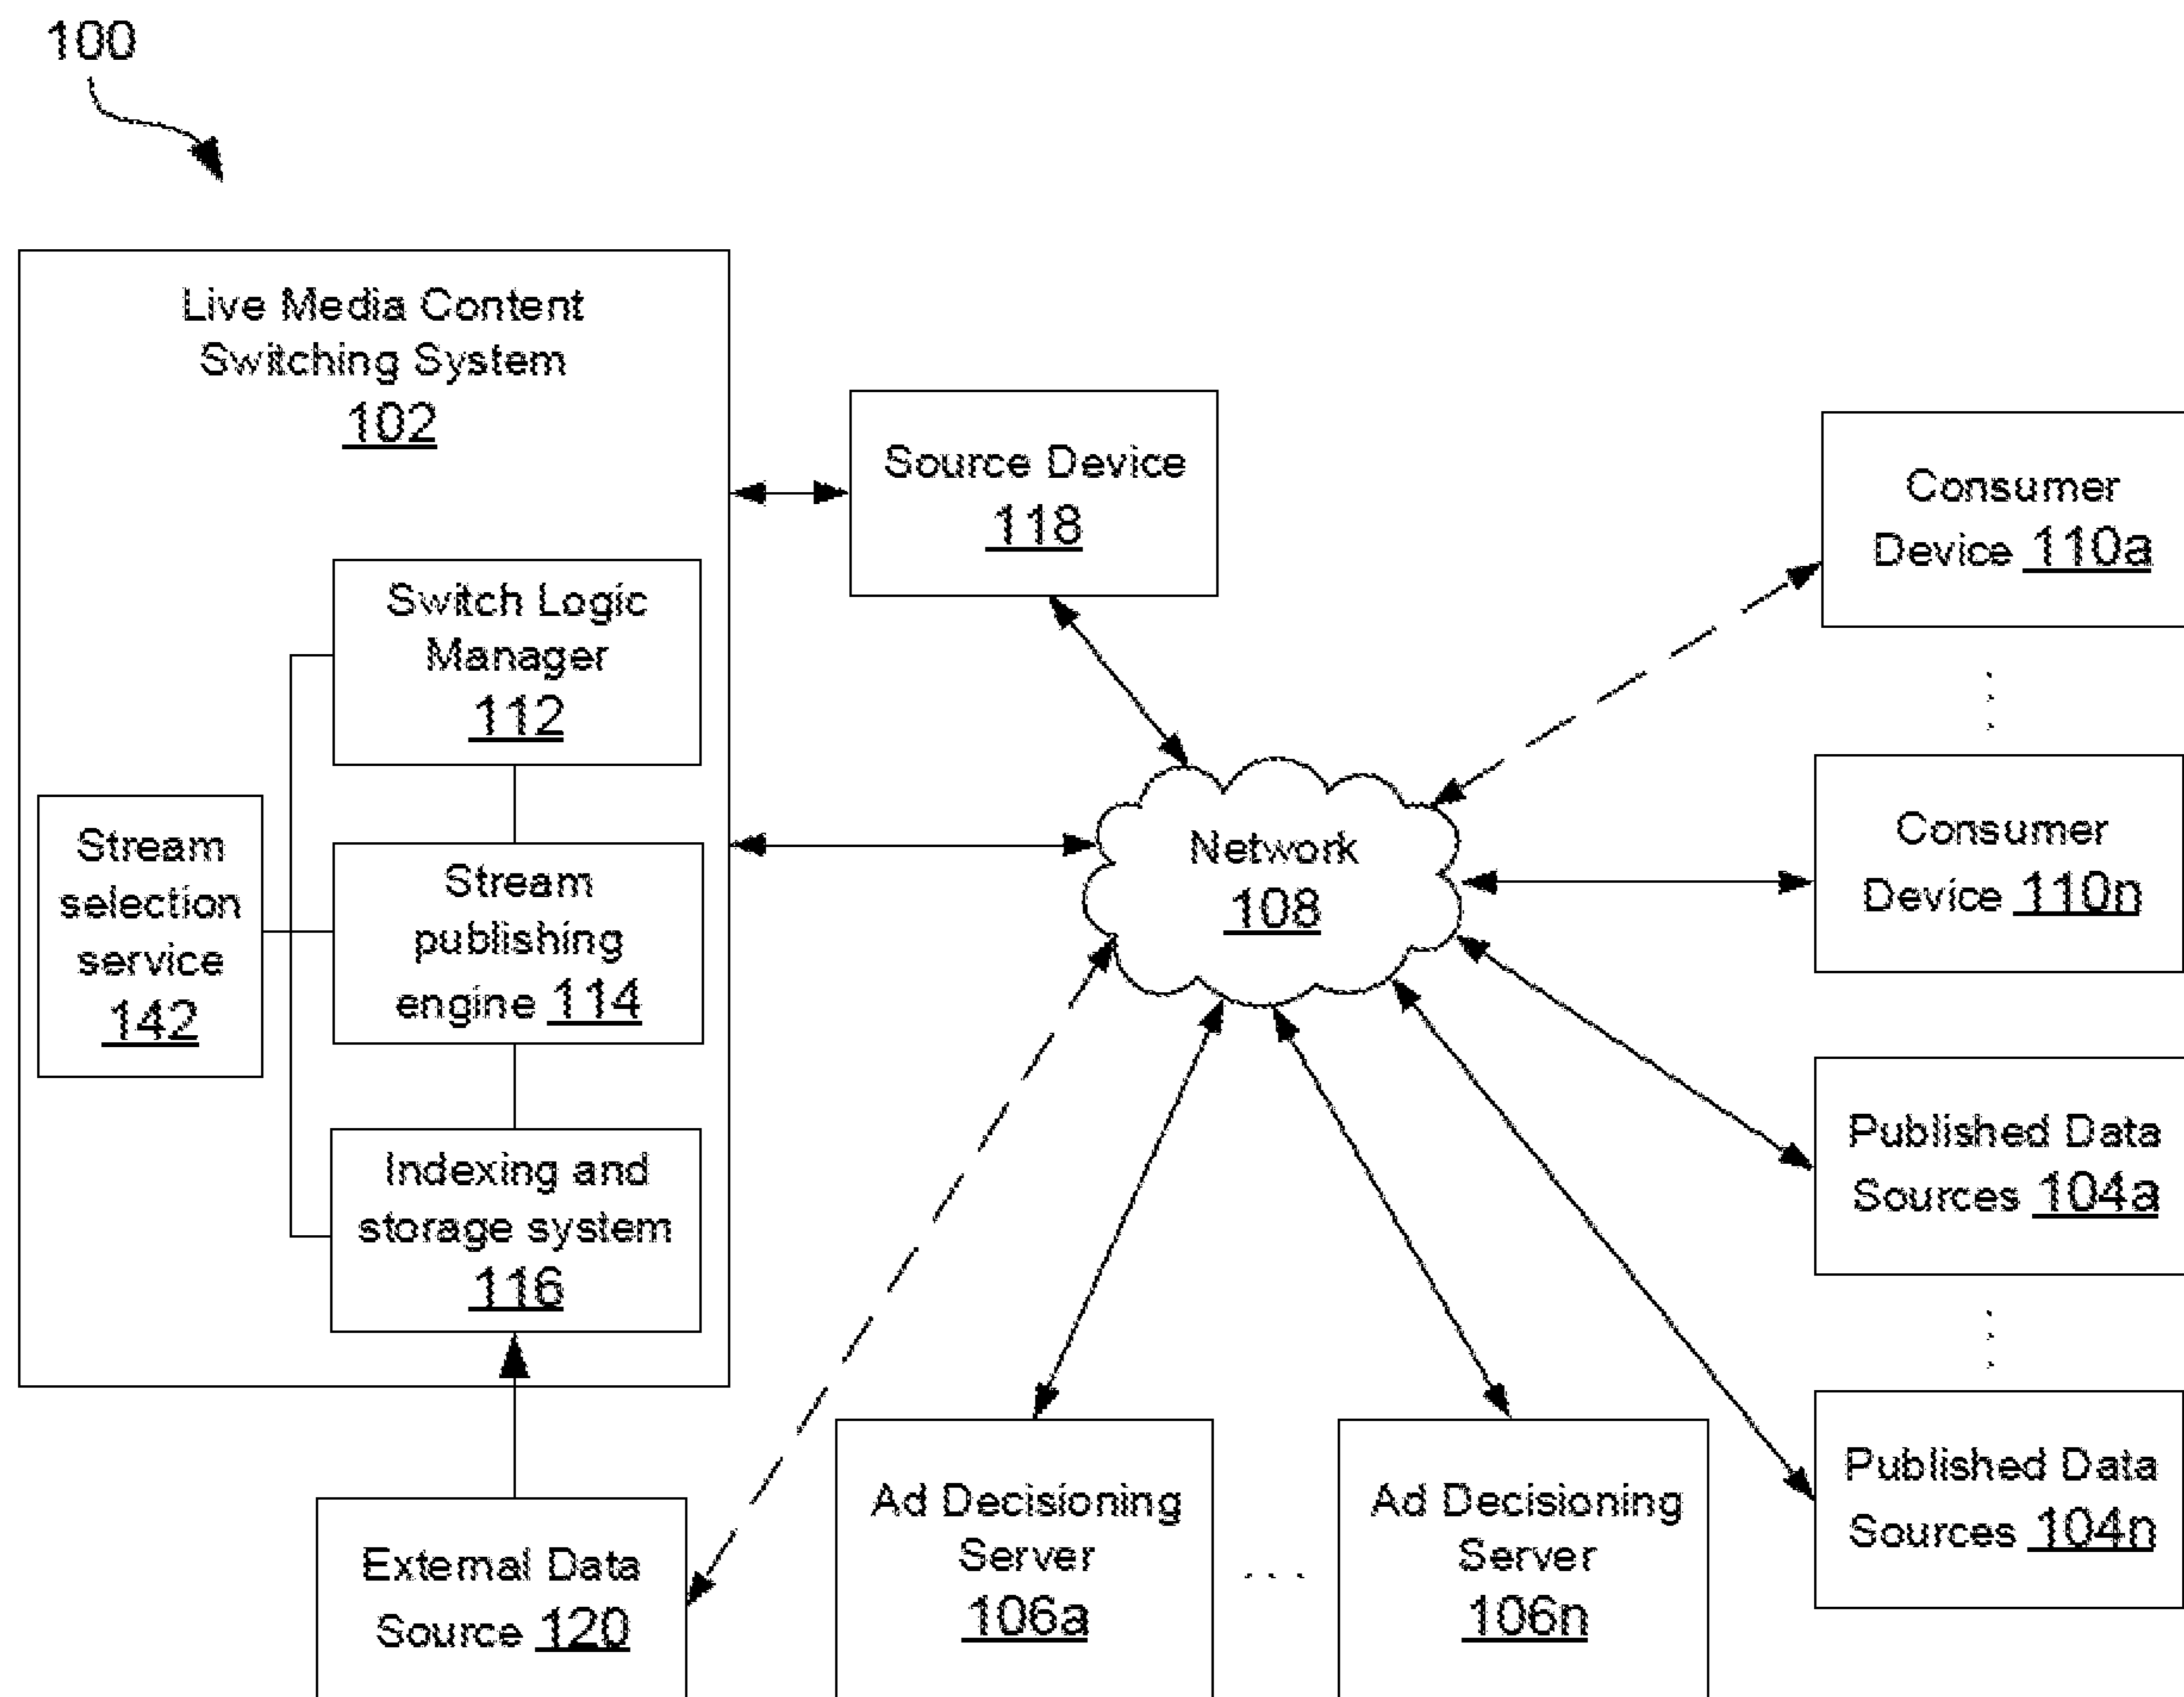 100
Live Media Content
Switching System
102
Switch Logic
Manager
112
Stream
selection
service
142
Stream
publishing
engine 114
Indexing and
storage system
116
External Data
Source 120
Source Device
118
Network
108
Ad Decisioning
Server
106a
. . .
Ad Decisioning
Server
106n
Consumer
Device 110a
Consumer
Device 110n
Published Data
Sources 104a
Published Data
Sources 104n